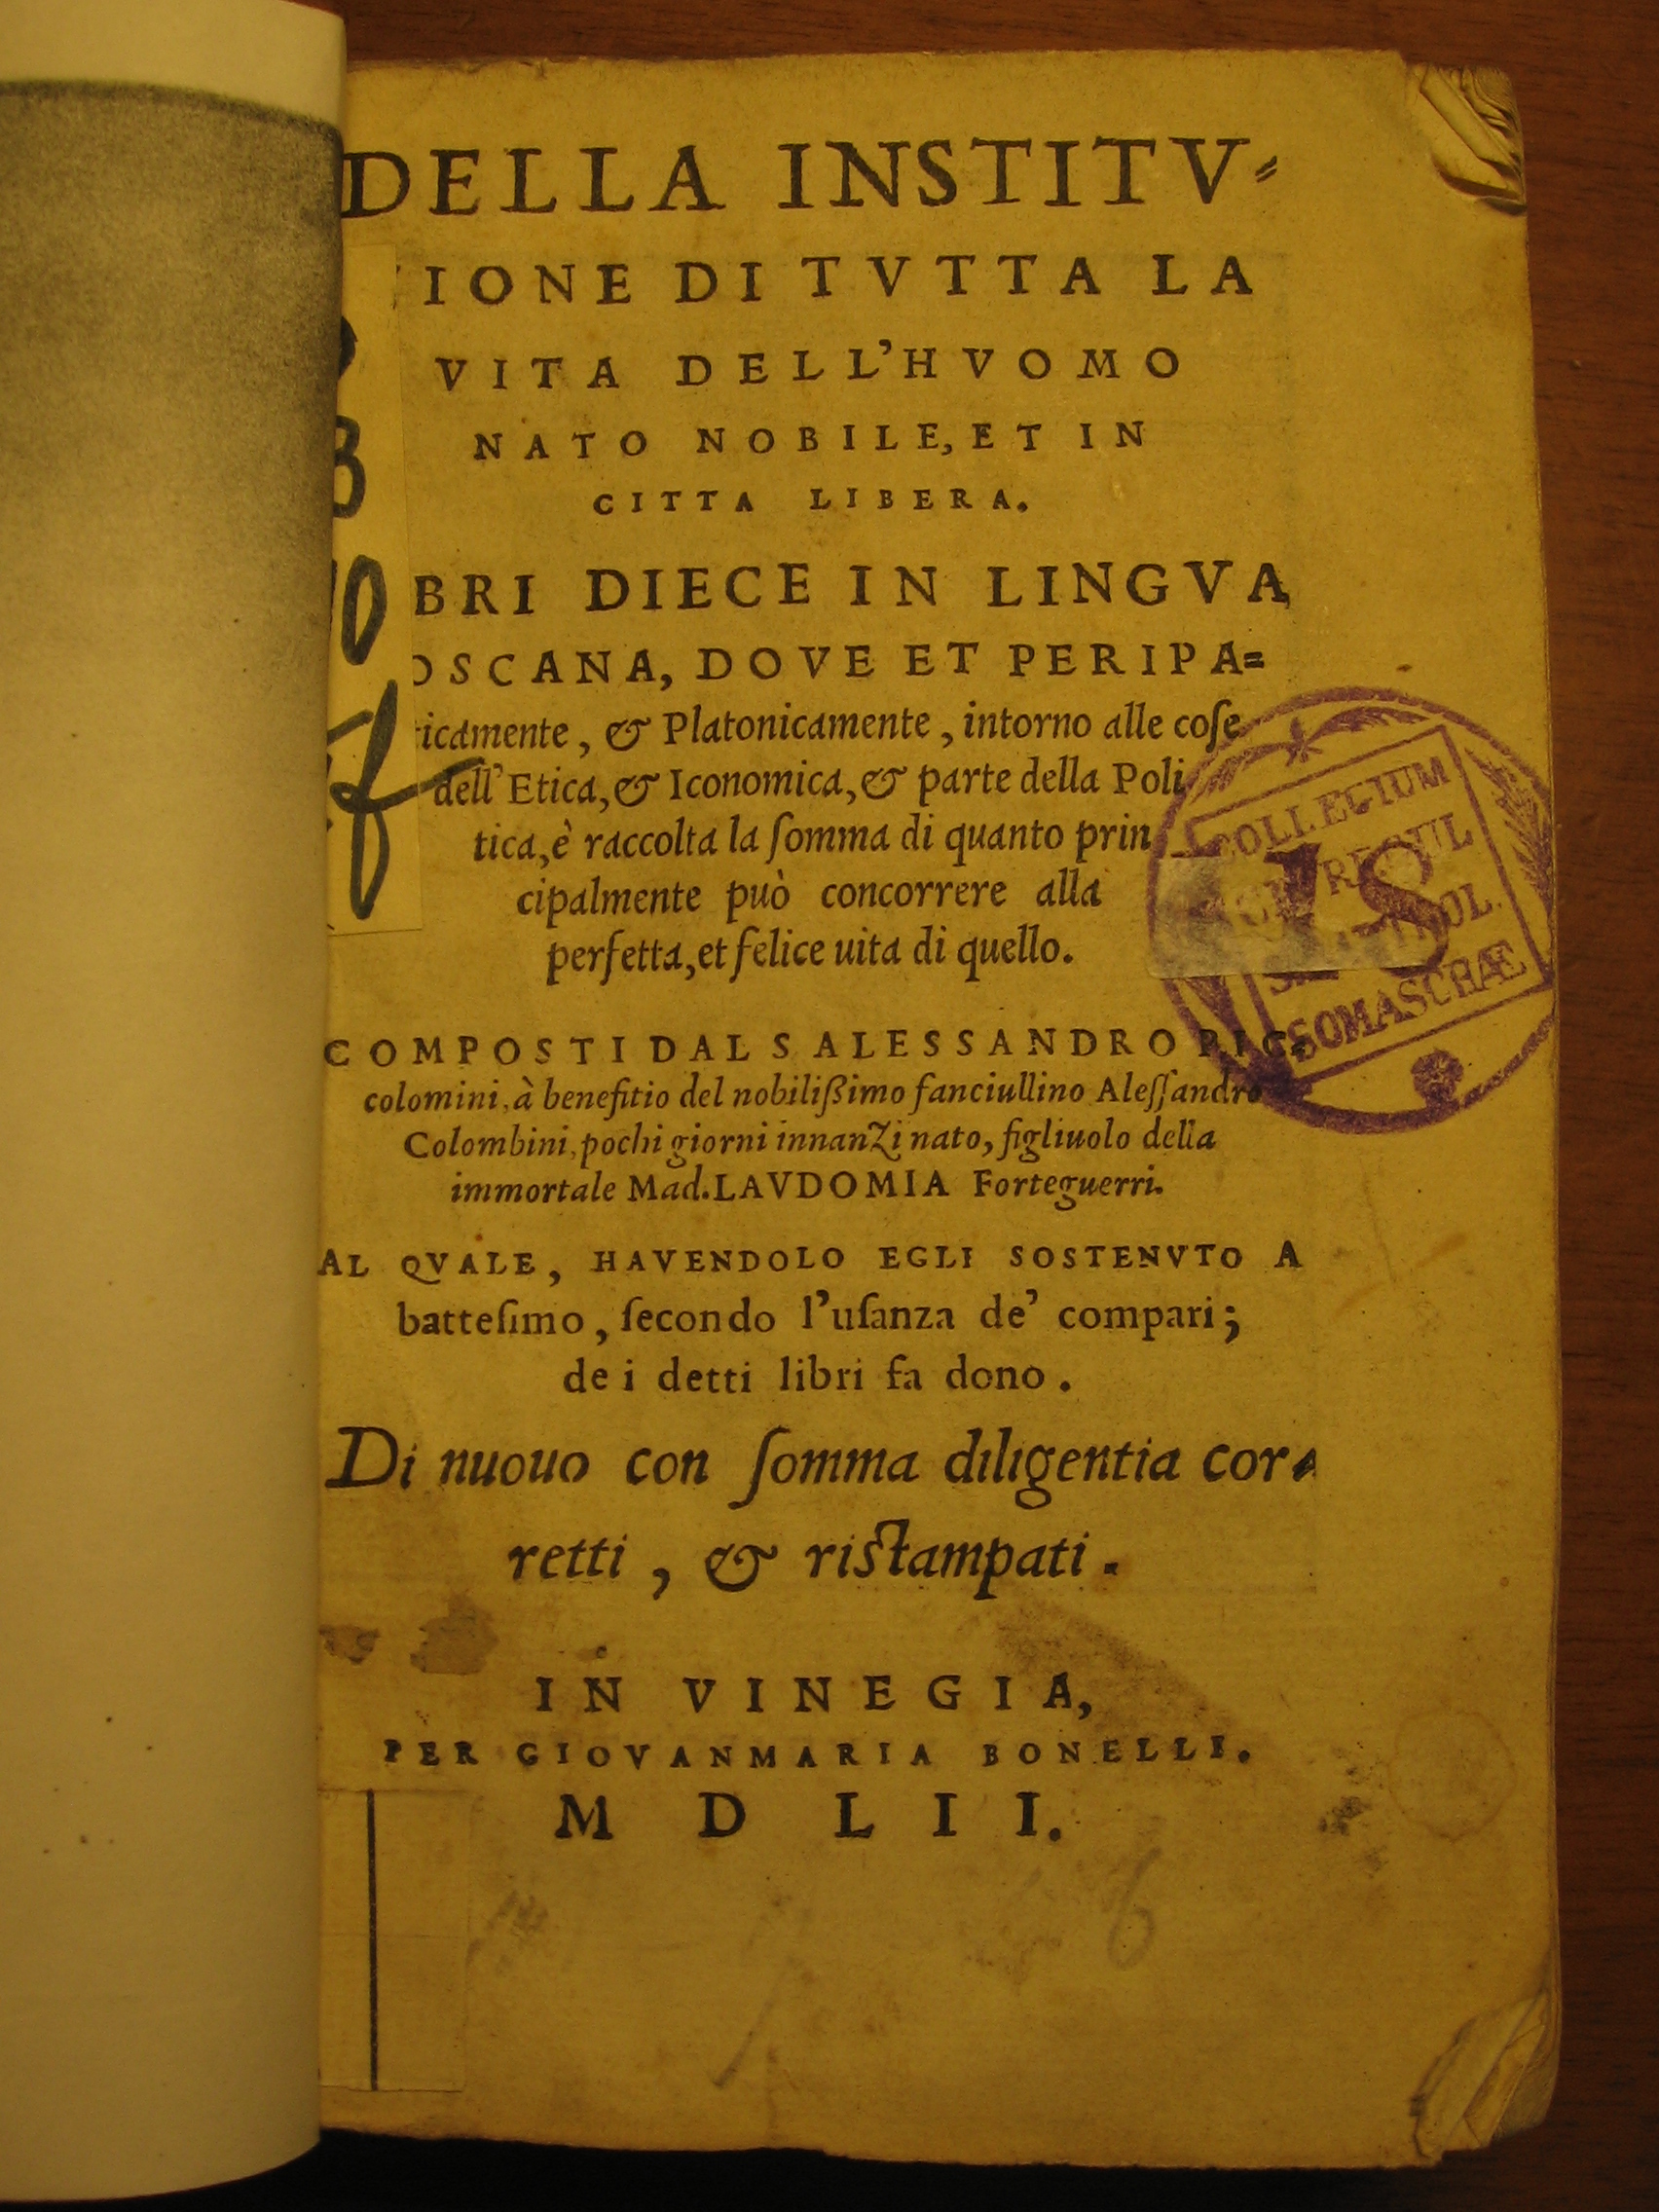 DELLA INSTITV-
IONE DI TVTTA LA
VITA DELL'HVOMO
NATO NOBILE, ET IN
CITTA LIBERA.
BRI DIECE IN LINGVA
OSCANA, DOVE ET PERIPA=
icamente, & Platonicamente, intorno alle coſe
dell'Etica, & Iconomica, & parte della Poli
tica, è raccolta la ſomma di quanto prin
cipalmente può concorrere alla
perfetta, et felice uita di quello.
COMPOSTI DAL S ALESSANDRO PIC=
colomini, à benefitio del nobilißimo fanciullino Aleſſandro
Colombini, pochi giorni innanzi nato, figliuolo della
immortale Mad. LAVDOMIA Forteguerri.
AL QVALE, HAVENDOLO EGLI SOSTENVTO A
batteſimo, ſecondo l'uſanza de' compari;
de i detti libri fa dono.
Di nuouo con ſomma diligentia cor-
retti, & riſtampati.
IN VINEGIA,
PER GIOVANMARIA BONELLI.
M D L I I.
COLLEGIUM
SOMASCHÆ
VS